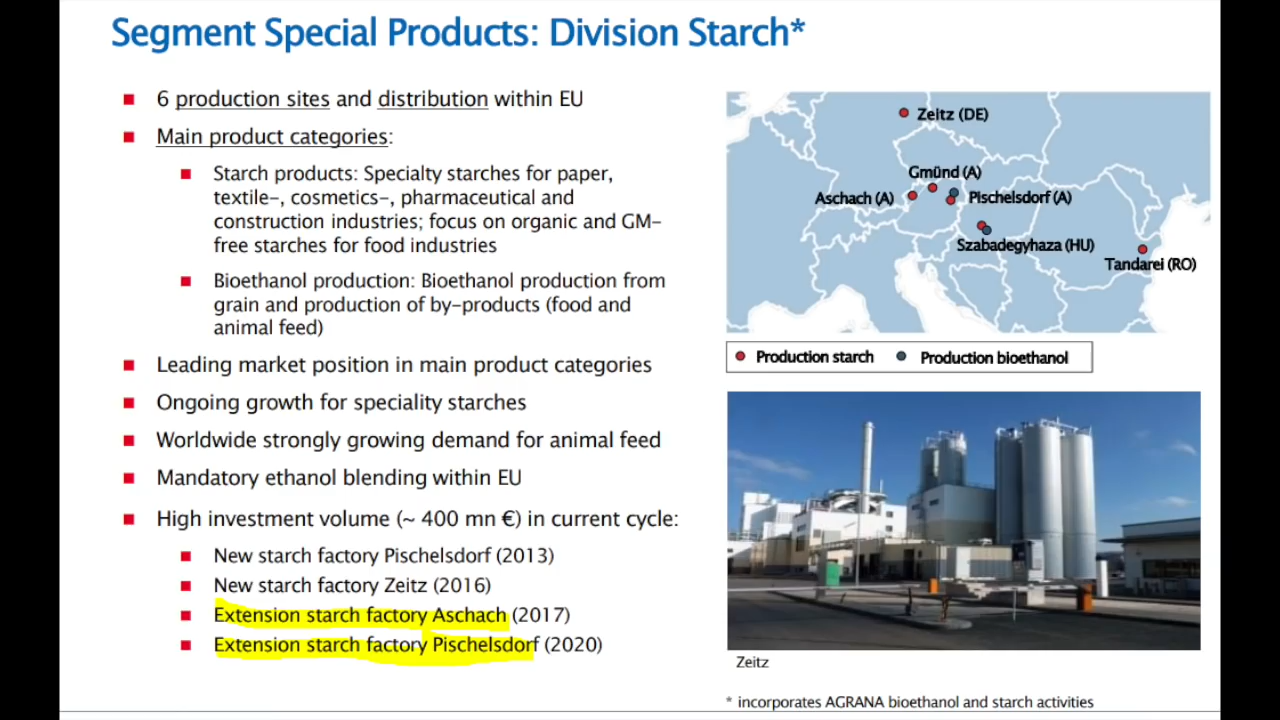 Segment Special Products: Division Starch*
6 production sites and distribution within EU
Main product categories:
Starch products: Specialty starches for paper,
textile–, cosmetics–, pharmaceutical and
construction industries; focus on organic and GM–
free starches for food industries
Bioethanol production: Bioethanol production from
grain and production of by–products (food and
animal feed)
Leading market position in main product categories
Ongoing growth for speciality starches
Worldwide strongly growing demand for animal feed
Mandatory ethanol blending within EU
High investment volume (~ 400 mn €) in current cycle:
New starch factory Pischelsdorf (2013)
New starch factory Zeitz (2016)
Extension starch factory Aschach (2017)
Extension starch factory Pischelsdorf (2020)
Zeitz (DE)
Gmünd (A)
Aschach (A)
Pischelsdorf (A)
Szabadegyhaza (HU)
Tandarei (RO)
Production starch
Production bioethanol
Zeitz
* incorporates AGRANA bioethanol and starch activities